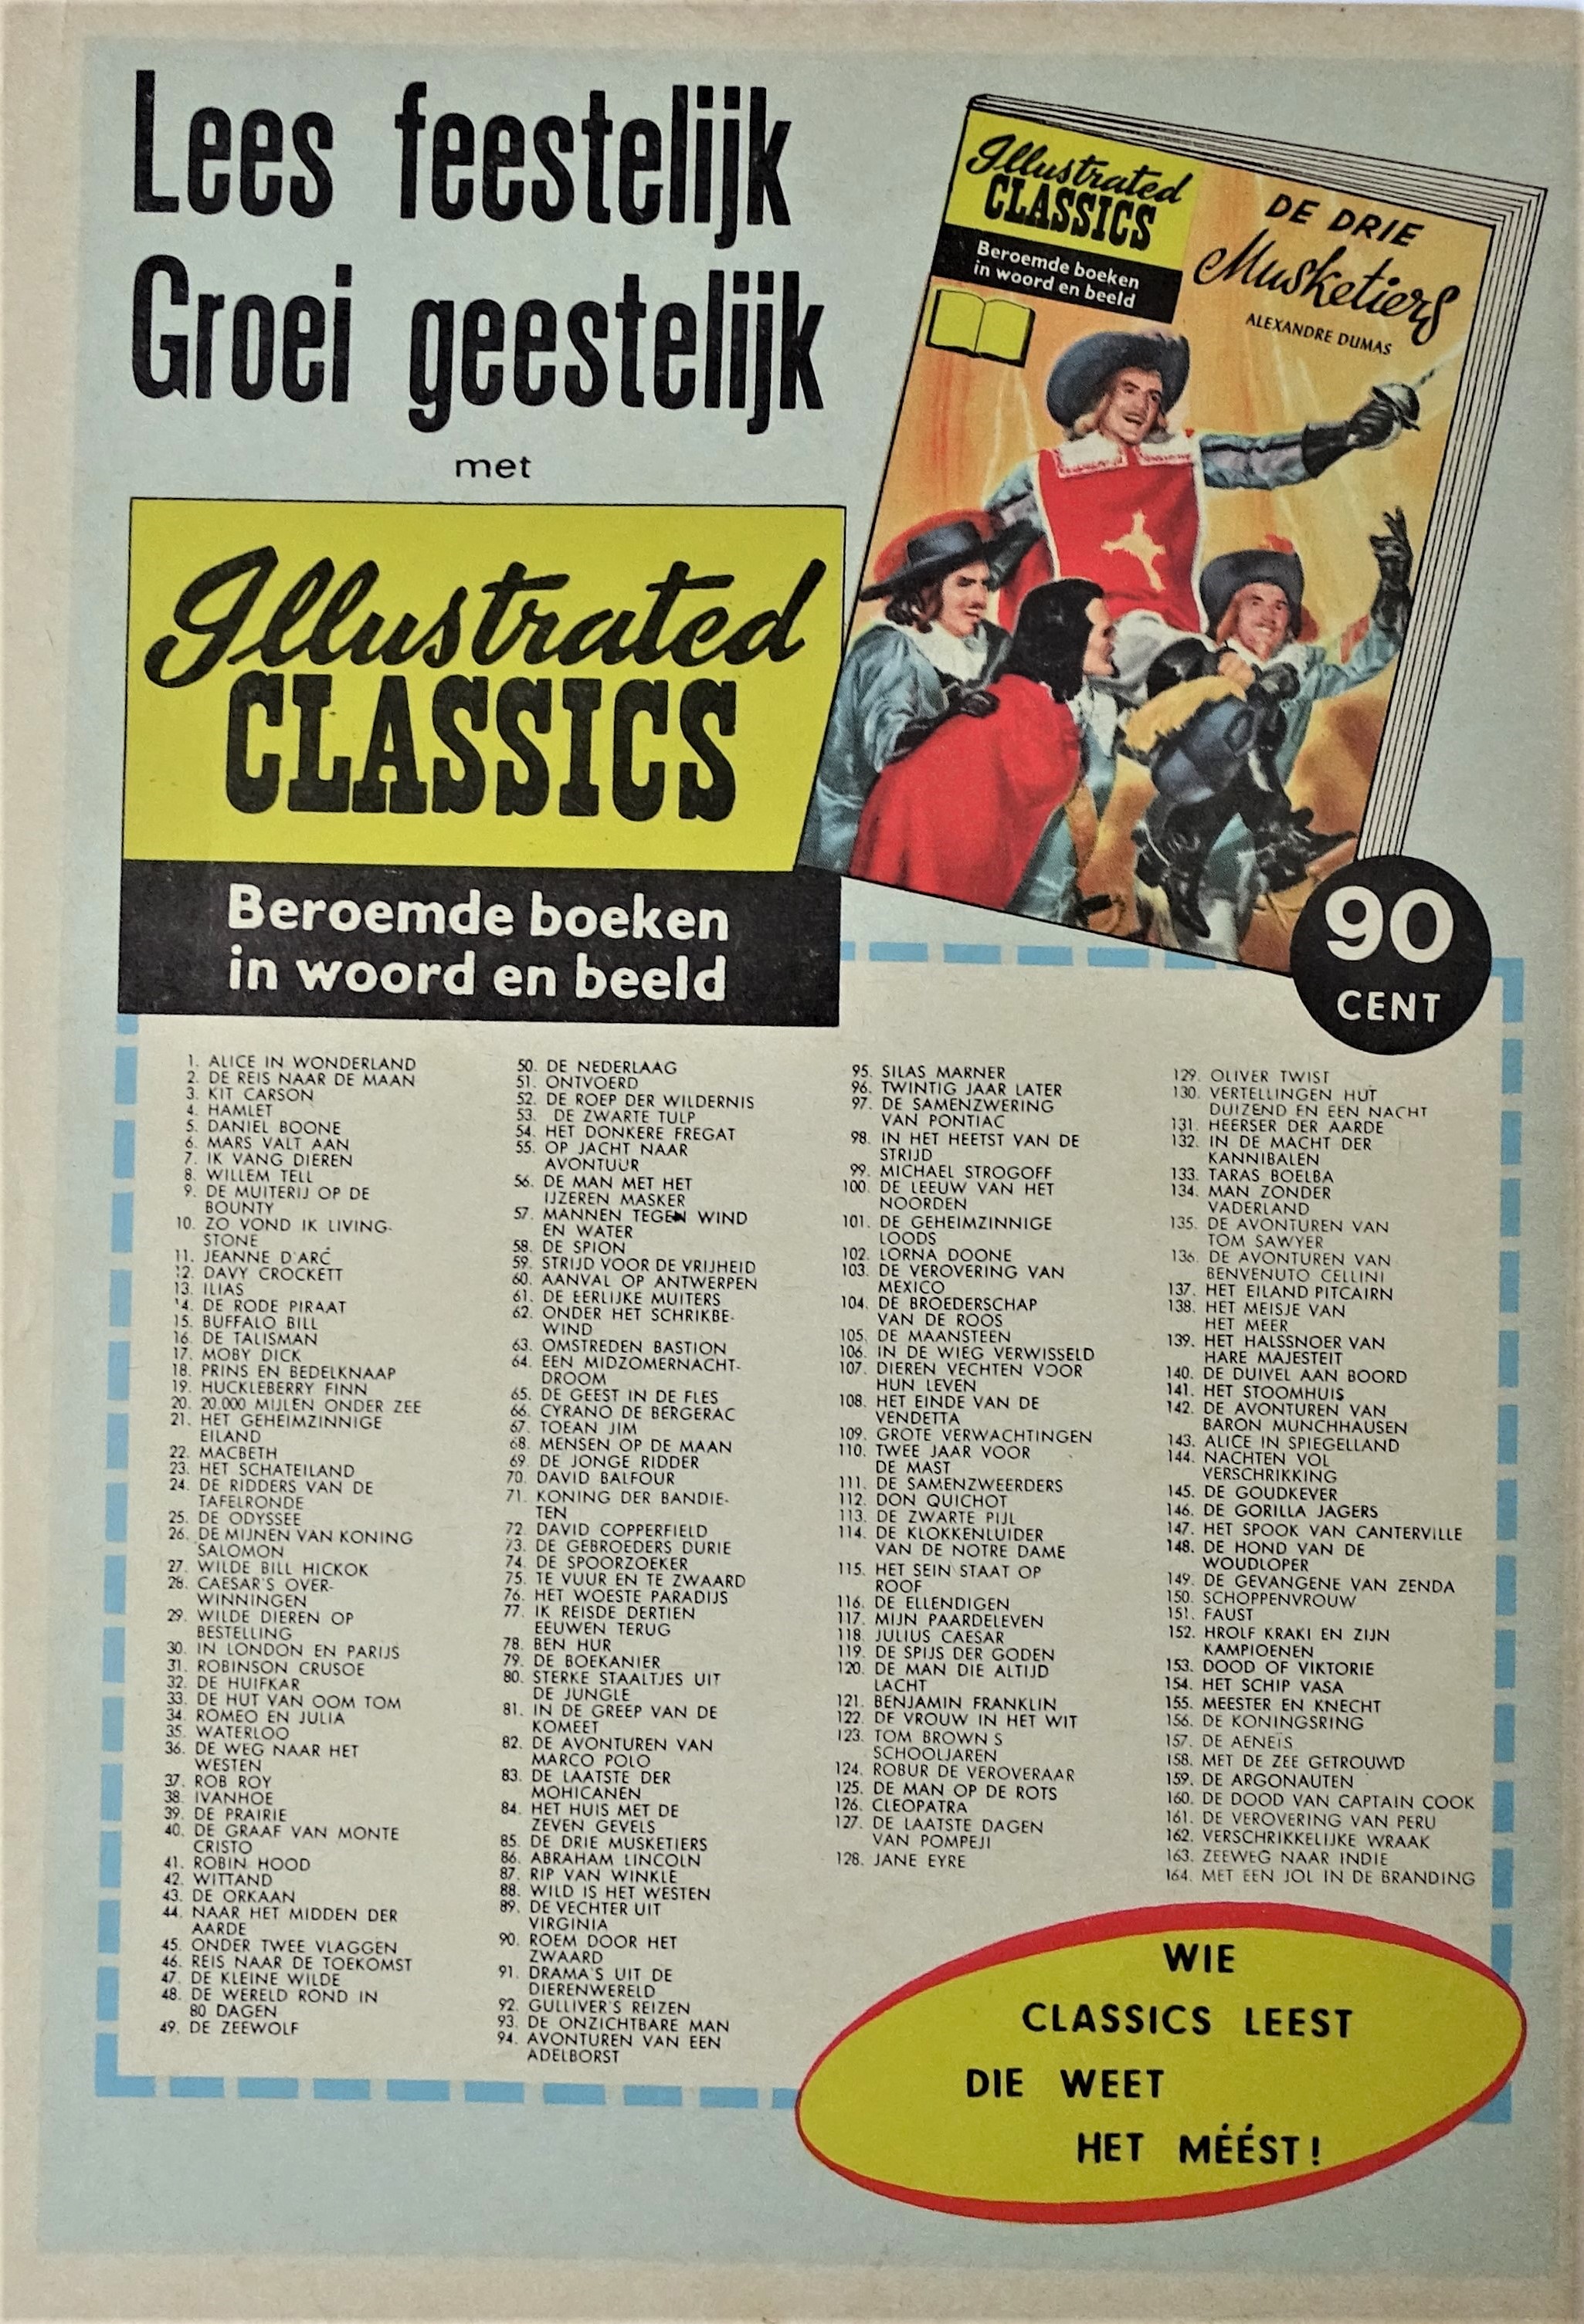 Lees feestelijk
Groei geestelijk
met
Illustrated
CLASSICS
Beroemde boeken
in woord en beeld
Illustrated
CLASSICS
Beroemde boeken
in woord en beeld
DE DRIE
Musketiers
ALEXANDRE DUMAS
90
CENT
1. ALICE IN WONDERLAND
2. DE REIS NAAR DE MAAN
3. KIT CARSON
4. HAMLET
5. DANIEL BOONE
6. MARS VALT AAN
7. IK VANG DIEREN
8. WILLEM TELL
9. DE MUITERIJ OP DE
BOUNTY
10. ZO VOND IK LIVING-
STONE
11. JEANNE D'ARC
12. DAVY CROCKETT
13. ILIAS
14. DE RODE PIRAAT
15. BUFFALO BILL
16. DE TALISMAN
17. MOBY DICK
18. PRINS EN BEDELKNAAP
19. HUCKLEBERRY FINN
20. 20.000 MIJLEN ONDER ZEE
21. HET GEHEIMZINNIGE
EILAND
22. MACBETH
23. HET SCHATEILAND
24. DE RIDDERS VAN DE
TAFELRONDE
25. DE ODYSSEE
26. DE MIJNEN VAN KONING
SALOMON
27. WILDE BILL HICKOK
28. CAESAR'S OVER-
WINNINGEN
29. WILDE DIEREN OP
BESTELLING
30. IN LONDON EN PARIJS
31. ROBINSON CRUSOE
32. DE HUIFKAR
33. DE HUT VAN OOM TOM
34. ROMEO EN JULIA
35. WATERLOO
36. DE WEG NAAR HET
WESTEN
37. ROB ROY
38. IVANHOE
39. DE PRAIRIE
40. DE GRAAF VAN MONTE
CRISTO
41. ROBIN HOOD
42. WITTAND
43. DE ORKAAN
44. NAAR HET MIDDEN DER
AARDE
45. ONDER TWEE VLAGGEN
46. REIS NAAR DE TOEKOMST
47. DE KLEINE WILDE
48. DE WERELD ROND IN
80 DAGEN
49. DE ZEEWOLF
50. DE NEDERLAAG
51. ONTVOERD
52. DE ROEP DER WILDERNIS
53. DE ZWARTE TULP
54. HET DONKERE FREGAT
55. OP JACHT NAAR
AVONTUUR
56. DE MAN MET HET
IJZEREN MASKER
57. MANNEN TEGEN WIND
EN WATER
58. DE SPION
59. STRIJD VOOR DE VRIJHEID
60. AANVAL OP ANTWERPEN
61. DE EERLIJKE MUITERS
62. ONDER HET SCHRIKBE-
WIND
63. OMSTREDEN BASTION
64. EEN MIDZOMERNACHT-
DROOM
65. DE GEEST IN DE FLES
66. CYRANO DE BERGERAC
67. TOEAN JIM
68. MENSEN OP DE MAAN
69. DE JONGE RIDDER
70. DAVID BALFOUR
71. KONING DER BANDIE-
TEN
72. DAVID COPPERFIELD
73. DE GEBROEDERS DURIE
74. DE SPOORZOEKER
75. TE VUUR EN TE ZWAARD
76. HET WOESTE PARADIJS
77. IK REISDE DERTIEN
EEUWEN TERUG
78. BEN HUR
79. DE BOEKANIER
80. STERKE STAALTJES UIT
DE JUNGLE
81. IN DE GREEP VAN DE
KOMEET
82. DE AVONTUREN VAN
MARCO POLO
83. DE LAATSTE DER
MOHICANEN
84. HET HUIS MET DE
ZEVEN GEVELS
85. DE DRIE MUSKETIERS
86. ABRAHAM LINCOLN
87. RIP VAN WINKLE
88. WILD IS HET WESTEN
89. DE VECHTER UIT
VIRGINIA
90. ROEM DOOR HET
ZWAARD
91. DRAMA'S UIT DE
DIERENWERELD
92. GULLIVER'S REIZEN
93. DE ONZICHTBARE MAN
94. AVONTUREN VAN EEN
ADELBORST
95. SILAS MARNER
96. TWINTIG JAAR LATER
97. DE SAMENZWERING
VAN PONTIAC
98. IN HET HEETST VAN DE
STRIJD
99. MICHAEL STROGOFF
100. DE LEEUW VAN HET
NOORDEN
101. DE GEHEIMZINNIGE
LOODS
102. LORNA DOONE
103. DE VEROVERING VAN
MEXICO
104. DE BROEDERSCHAP
VAN DE ROOS
105. DE MAANSTEEN
106. IN DE WIEG VERWISSELD
107. DIEREN VECHTEN VOOR
HUN LEVEN
108. HET EINDE VAN DE
VENDETTA
109. GROTE VERWACHTINGEN
110. TWEE JAAR VOOR
DE MAST
111. DE SAMENZWEERDERS
112. DON QUICHOT
113. DE ZWARTE PIJL
114. DE KLOKKENLUIDER
VAN DE NOTRE DAME
115. HET SEIN STAAT OP
ROOF
116. DE ELLENDIGEN
117. MIJN PAARDELEVEN
118. JULIUS CAESAR
119. DE SPIJS DER GODEN
120. DE MAN DIE ALTIJD
LACHT
121. BENJAMIN FRANKLIN
122. DE VROUW IN HET WIT
123. TOM BROWN S
SCHOOLJAREN
124. ROBUR DE VEROVERAAR
125. DE MAN OP DE ROTS
126. CLEOPATRA
127. DE LAATSTE DAGEN
VAN POMPEJI
128. JANE EYRE
129. OLIVER TWIST
130. VERTELLINGEN HUT
DUIZEND EN EEN NACHT
131. HEERSER DER AARDE
132. IN DE MACHT DER
KANNIBALEN
133. TARAS BOELBA
134. MAN ZONDER
VADERLAND
135. DE AVONTUREN VAN
TOM SAWYER
136. DE AVONTUREN VAN
BENVENUTO CELLINI
137. HET EILAND PITCAIRN
138. HET MEISJE VAN
HET MEER
139. HET HALSSNOER VAN
HARE MAJESTEIT
140. DE DUIVEL AAN BOORD
141. HET STOOMHUIS
142. DE AVONTUREN VAN
BARON MUNCHHAUSEN
143. ALICE IN SPIEGELLAND
144. NACHTEN VOL
VERSCHRIKKING
145. DE GOUDKEVER
146. DE GORILLA JAGERS
147. HET SPOOK VAN CANTERVILLE
148. DE HOND VAN DE
WOUDLOPER
149. DE GEVANGENE VAN ZENDA
150. SCHOPPENVROUW
151. FAUST
152. HROLF KRAKI EN ZIJN
KAMPIOENEN
153. DOOD OF VIKTORIE
154. HET SCHIP VASA
155. MEESTER EN KNECHT
156. DE KONINGSRING
157. DE AENEIS
158. MET DE ZEE GETROUWD
159. DE ARGONAUTEN
160. DE DOOD VAN CAPTAIN COOK
161. DE VEROVERING VAN PERU
162. VERSCHRIKKELIJKE WRAAK
163. ZEEWEG NAAR INDIE
164. MET EEN JOL IN DE BRANDING
WIE
CLASSICS LEEST
DIE WEET
HET MÉÉST!